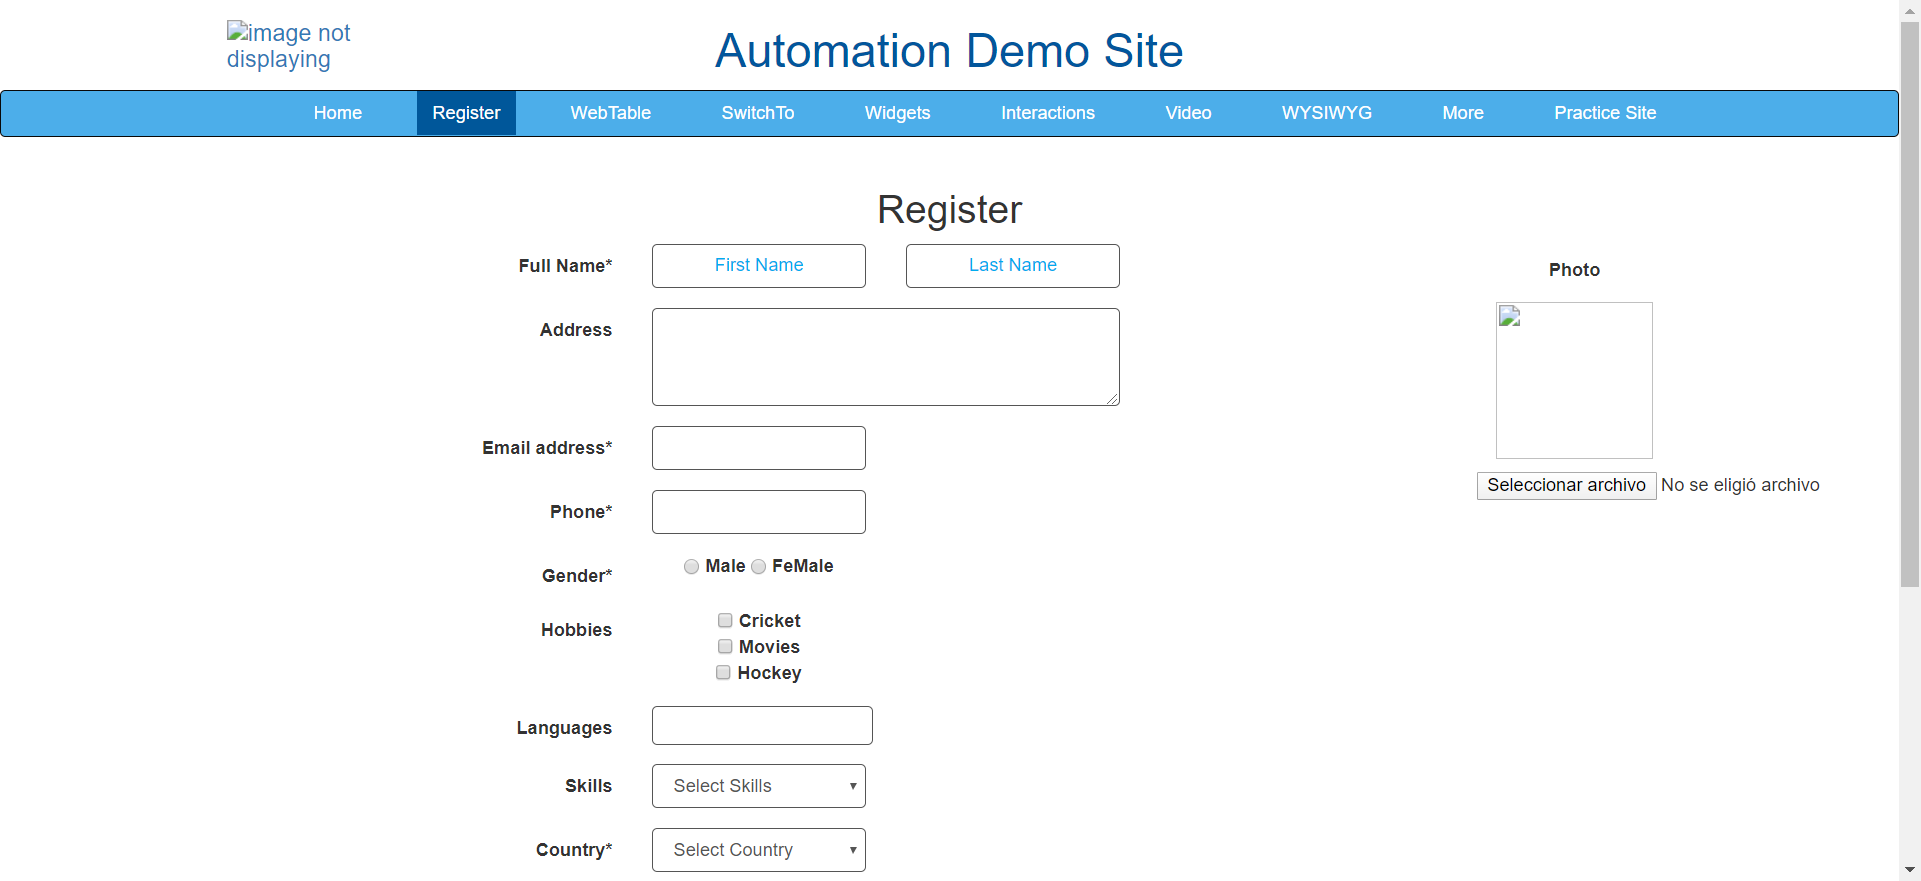 image not
displaying
Automation Demo Site
Home Register WebTable SwitchTo Widgets Interactions Video WYSIWYG More Practice Site
Register
Full Name* First Name Last Name
Photo
Address
Email address*
Seleccionar archivo No se eligió archivo
Phone*
Gender* Male FeMale
Hobbies Cricket
Movies
Hockey
Languages
Skills Select Skills
Country* Select Country